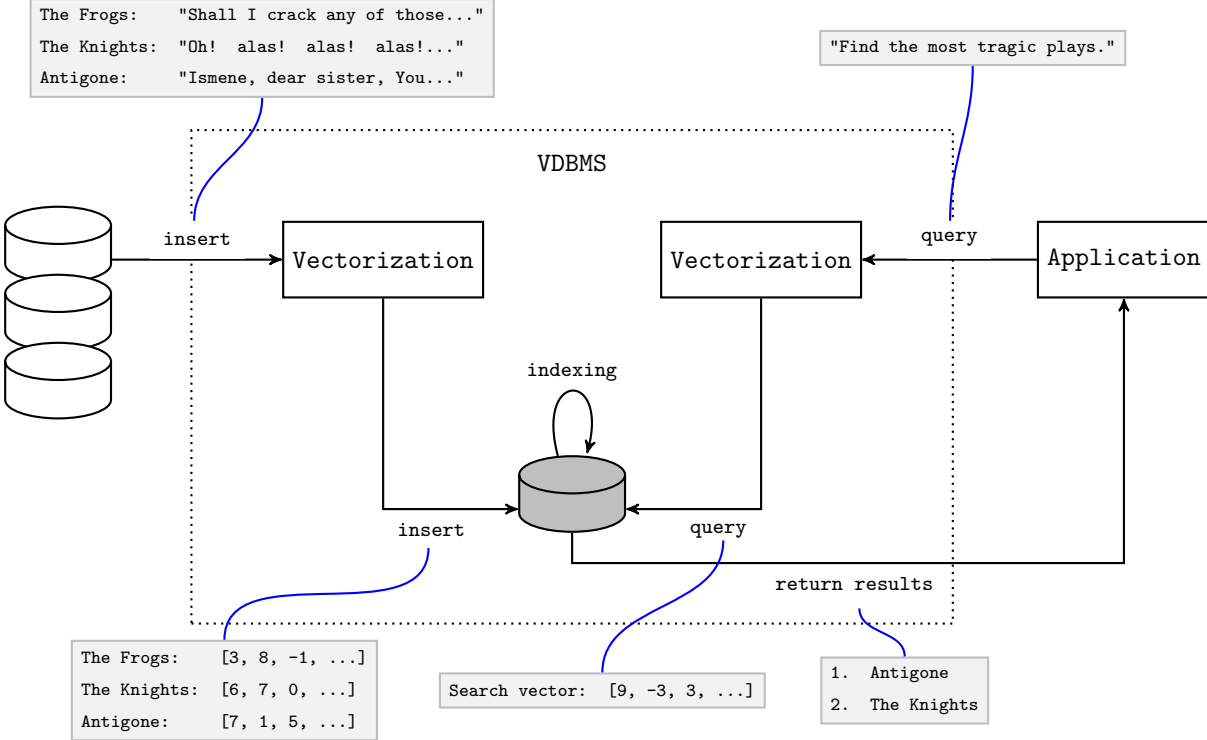 The Frogs: "Shall I crack any of those..."
The Knights: "Oh! alas! alas! alas!..."
Antigone: "Ismene, dear sister, You..."
"Find the most tragic plays."
VDBMS
insert
query
Vectorization
Vectorization
Application
indexing
insert
query
return results
The Frogs: [3, 8, -1, ...]
The Knights: [6, 7, 0, ...]
Antigone: [7, 1, 5, ...]
Search vector: [9, -3, 3, ...]
1. Antigone
2. The Knights